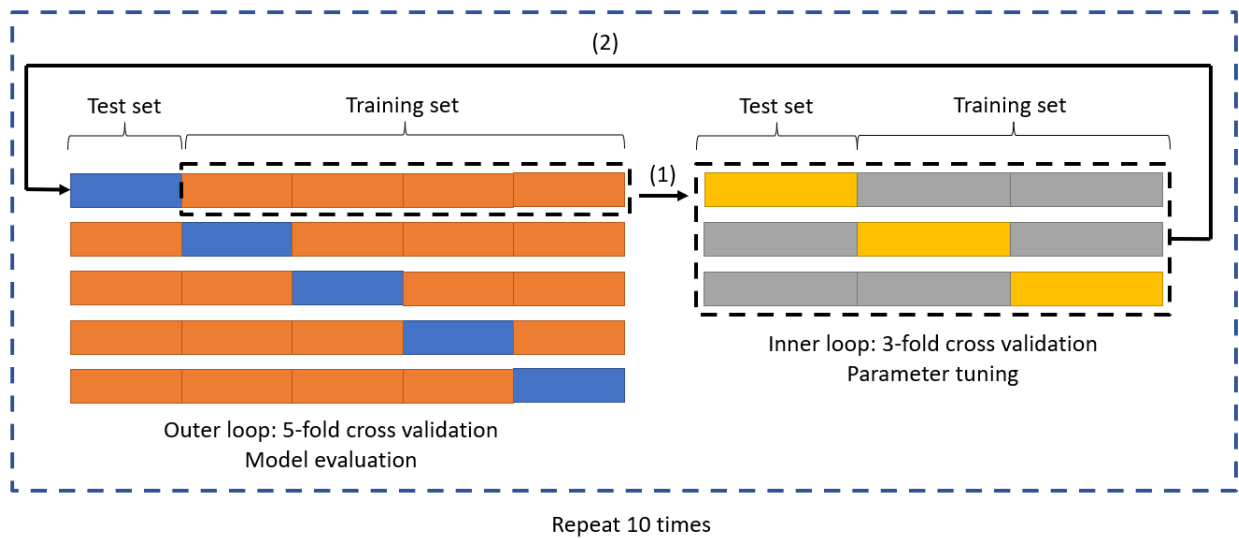 (2)
Test set
Training set
Test set
Training set
(1)
Outer loop: 5-fold cross validation
Model evaluation
Inner loop: 3-fold cross validation
Parameter tuning
Repeat 10 times